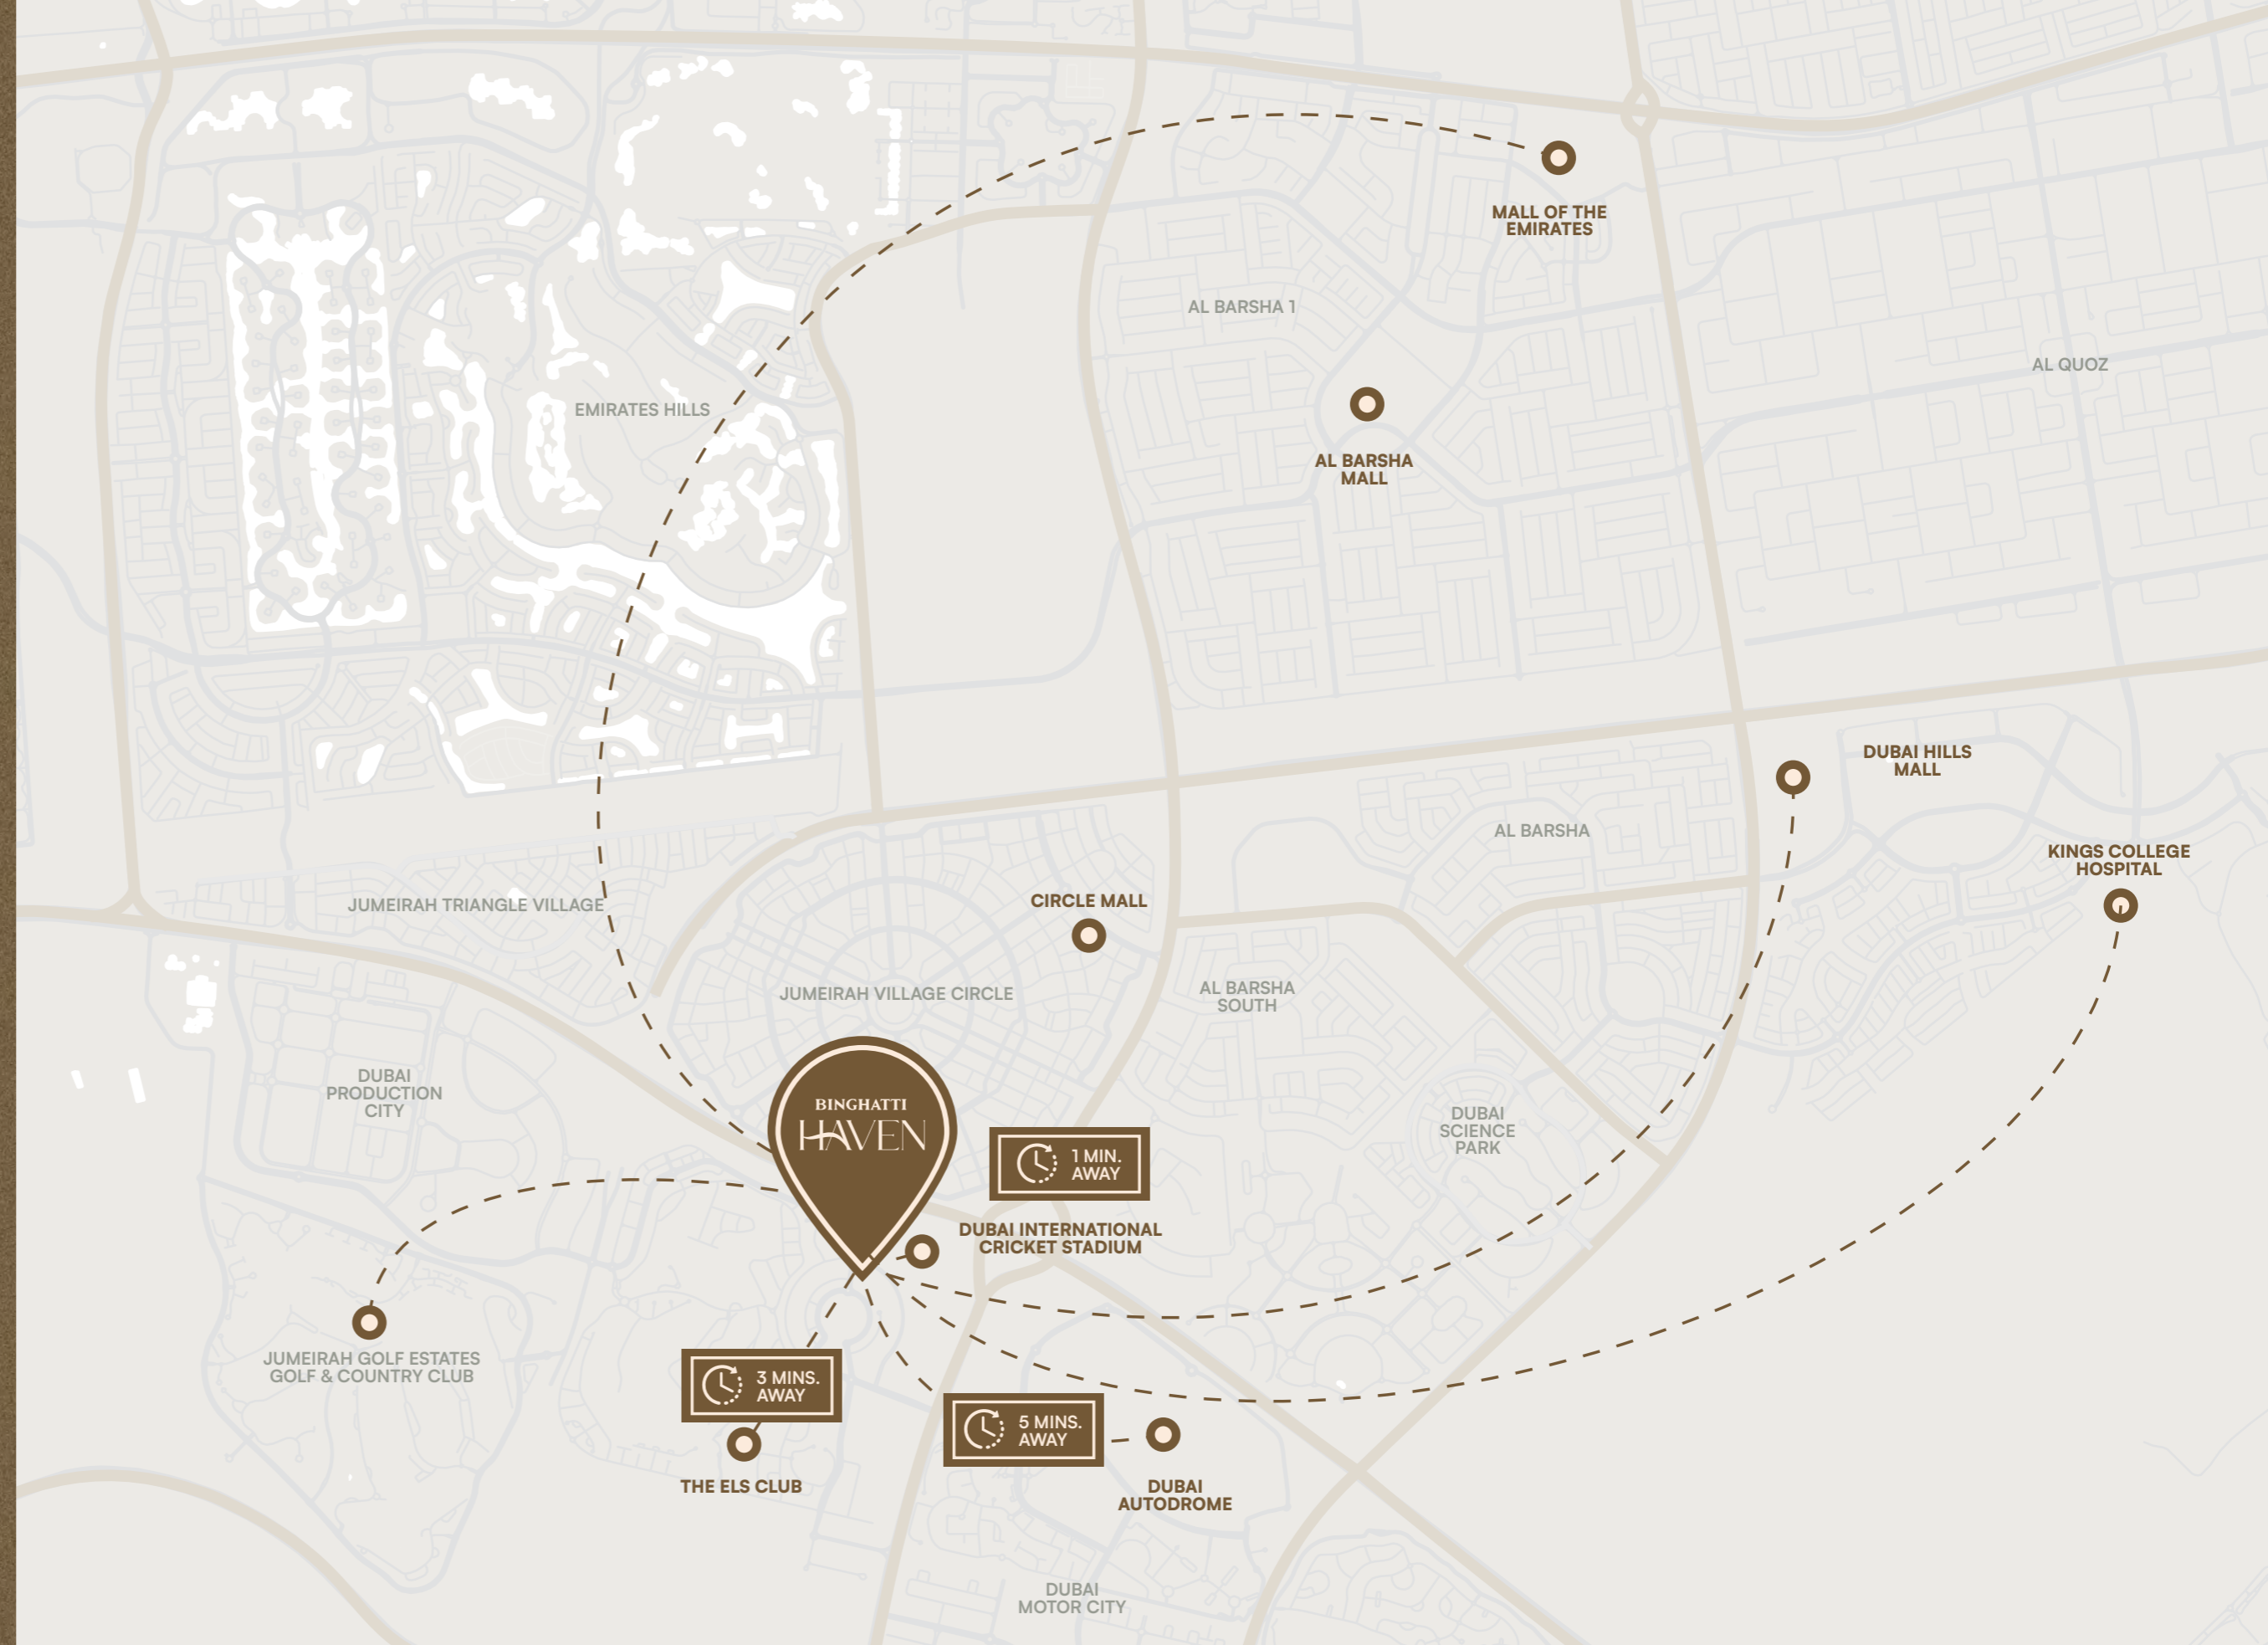 MALL OF THE
EMIRATES
AL BARSHA 1
AL QUOZ
EMIRATES HILLS
AL BARSHA
MALL
DUBAI HILLS
MALL
AL BARSHA
KINGS COLLEGE
HOSPITAL
CIRCLE MALL
JUMEIRAH TRIANGLE VILLAGE
JUMEIRAH VILLAGE CIRCLE
AL BARSHA
SOUTH
DUBAI
PRODUCTION
CITY
BINGHATTI
HAVEN
DUBAI
SCIENCE
PARK
1 MIN.
AWAY
DUBAI INTERNATIONAL
CRICKET STADIUM
JUMEIRAH GOLF ESTATES
GOLF & COUNTRY CLUB
3 MINS.
AWAY
5 MINS.
AWAY
THE ELS CLUB
DUBAI
AUTODROME
DUBAI
MOTOR CITY